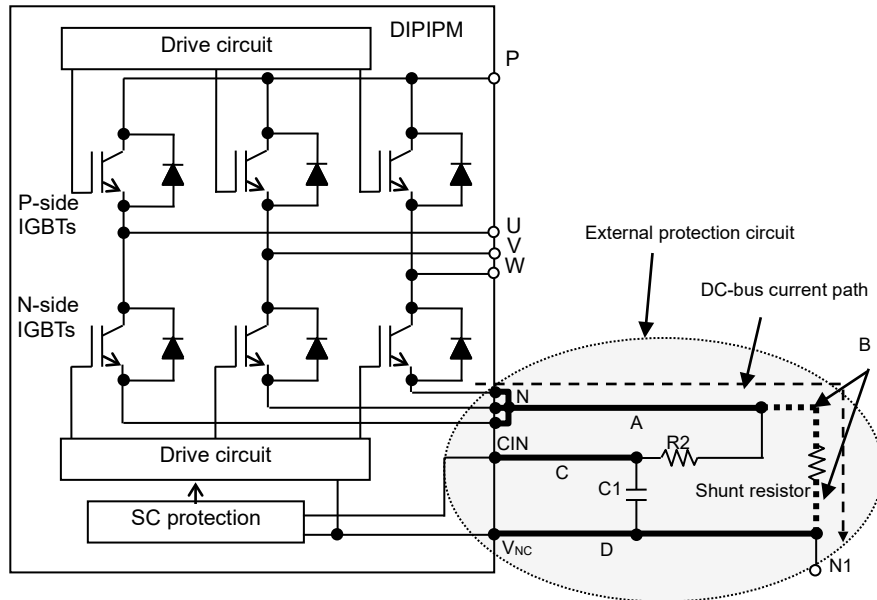 DIPIPM
Drive circuit
P
P-side
IGBTs
U
V
W
External protection circuit
N-side
IGBTs
DC-bus current path
B
N
A
CIN
R2
Drive circuit
C
C1
Shunt resistor
SC protection
VNC
D
N1